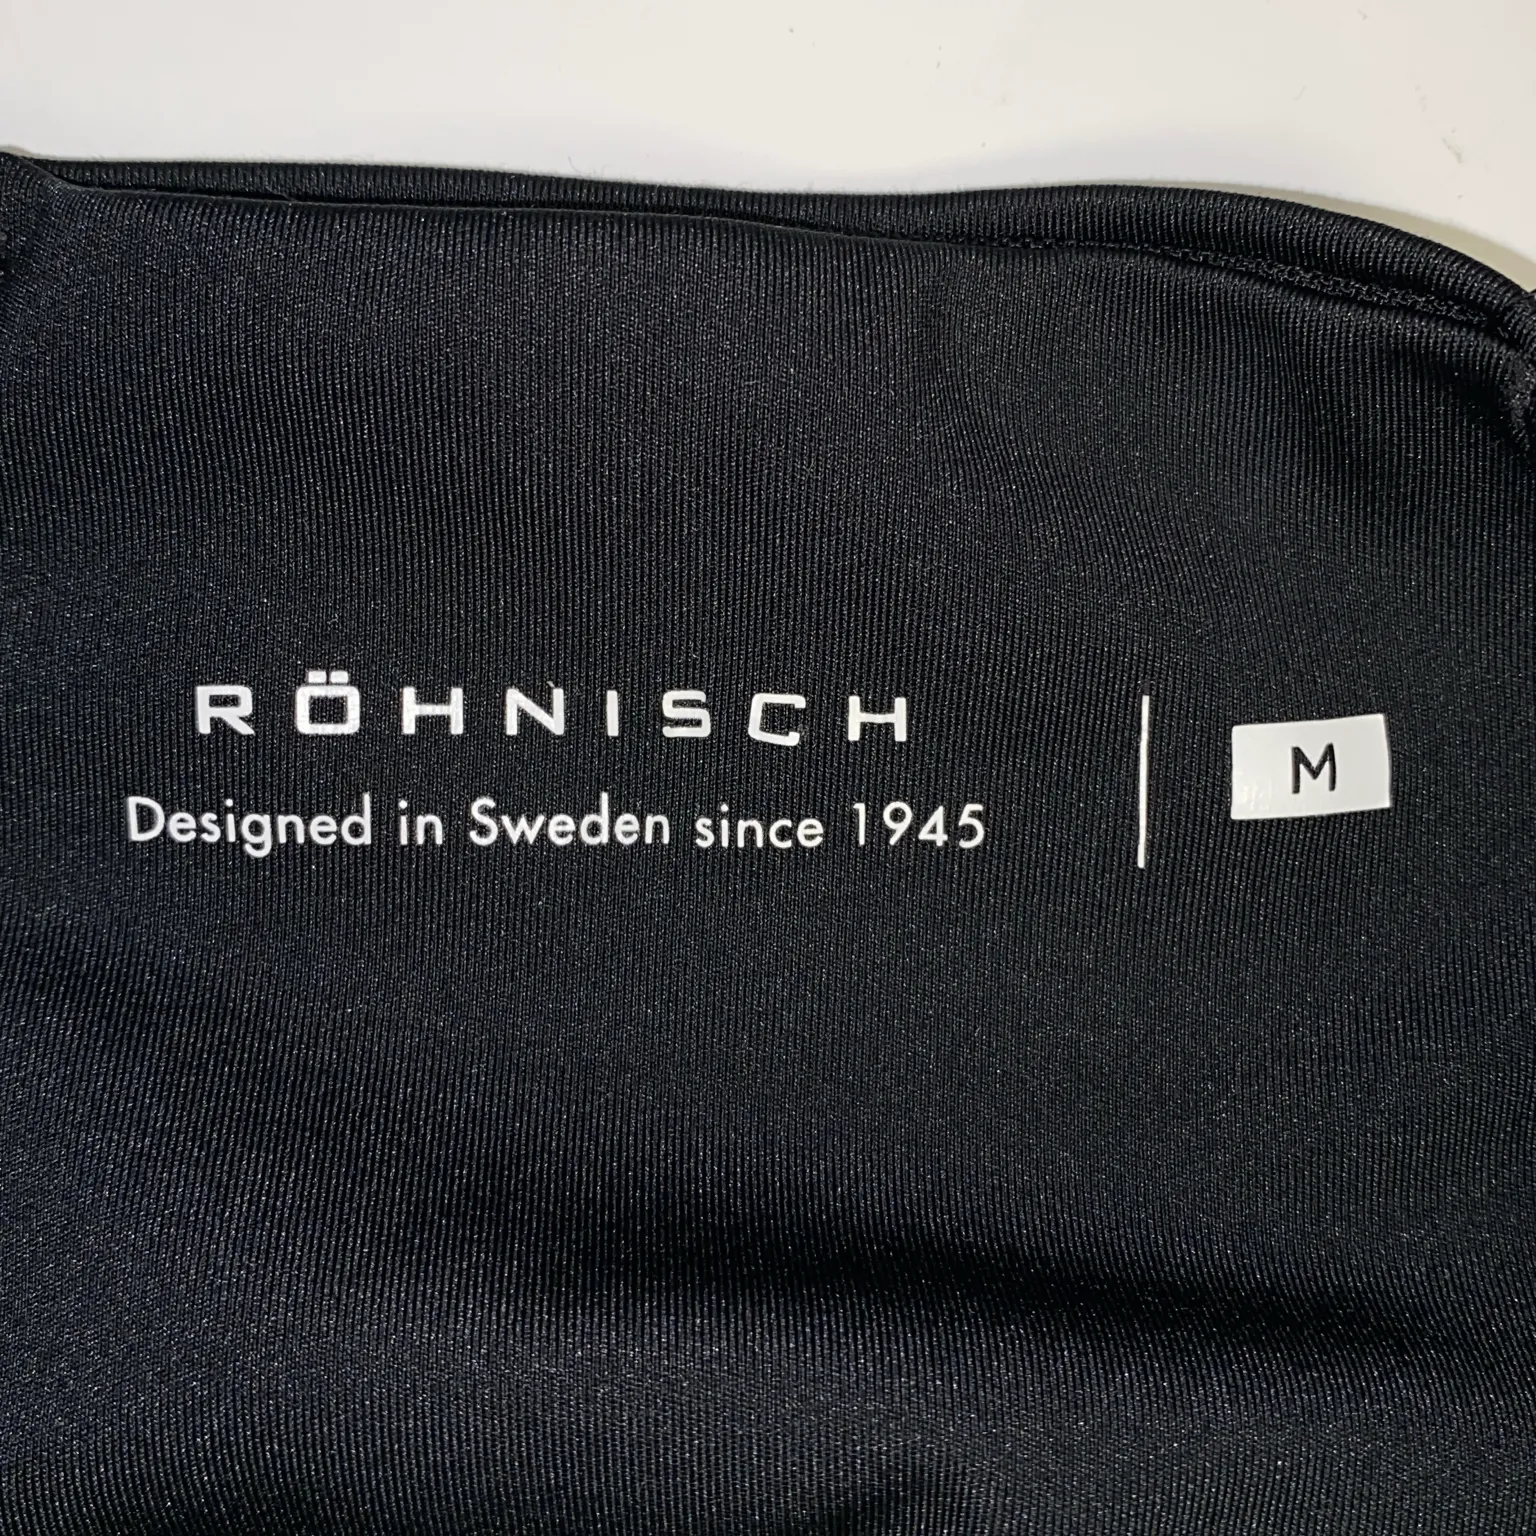 RÖHNISCH
Designed in Sweden since 1945
M